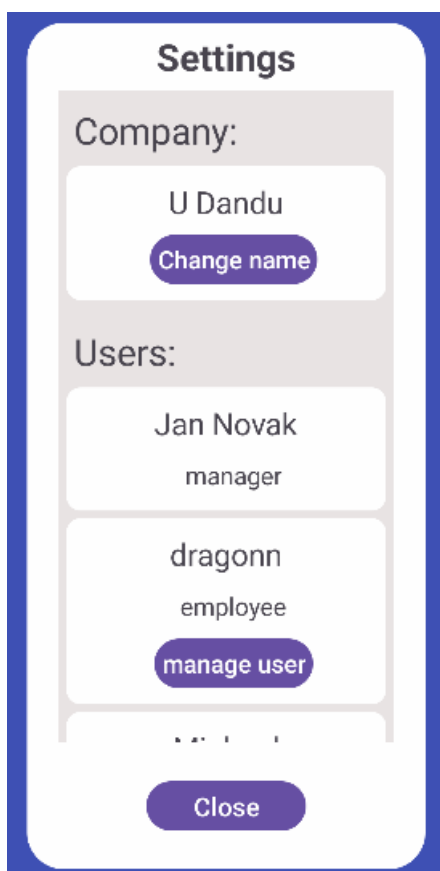 Settings
Company:
U Dandu
Change name
Users:
Jan Novak
manager
dragonn
employee
manage user
Close